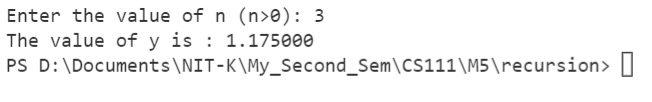 Enter the value of n (n>0): 3
The value of y is : 1.175000
PS D:\Documents\NIT-K\My_Second_Sem\CS111\M5\recursion>